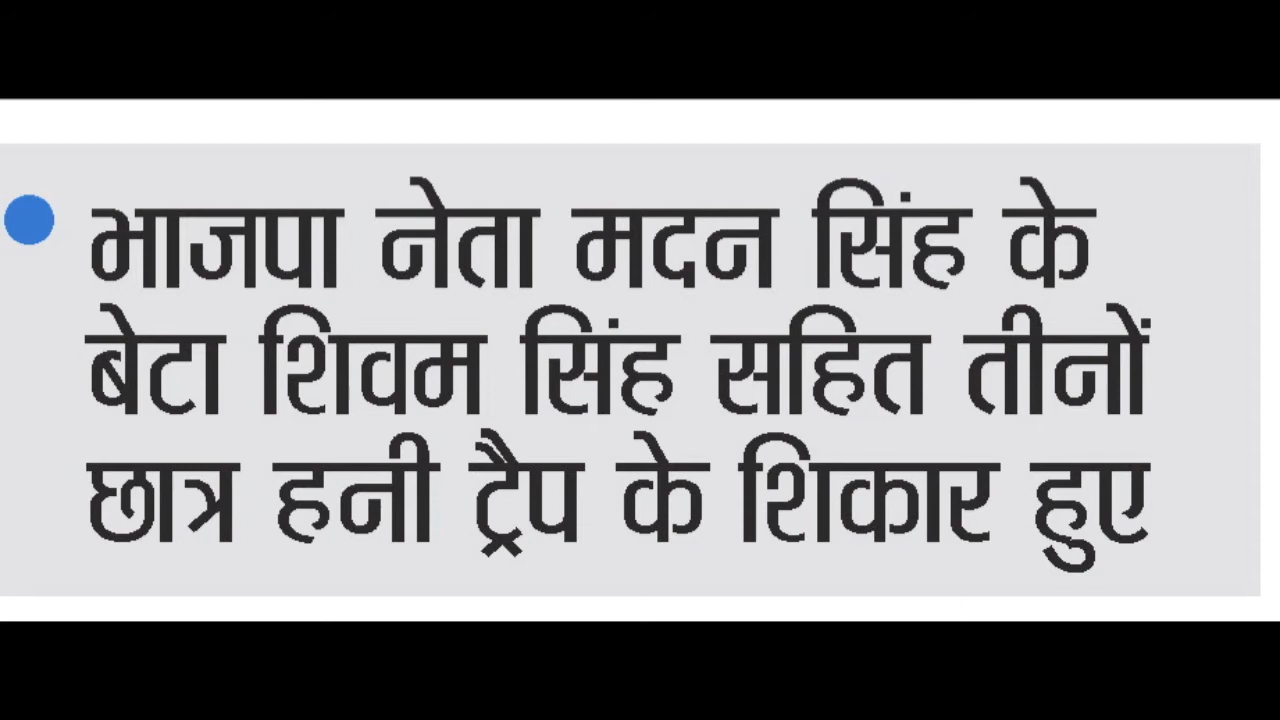 भाजपा नेता मदन सिंह के
बेटा शिवम सिंह सहित तीनों
छात्र हनी ट्रैप के शिकार हुए